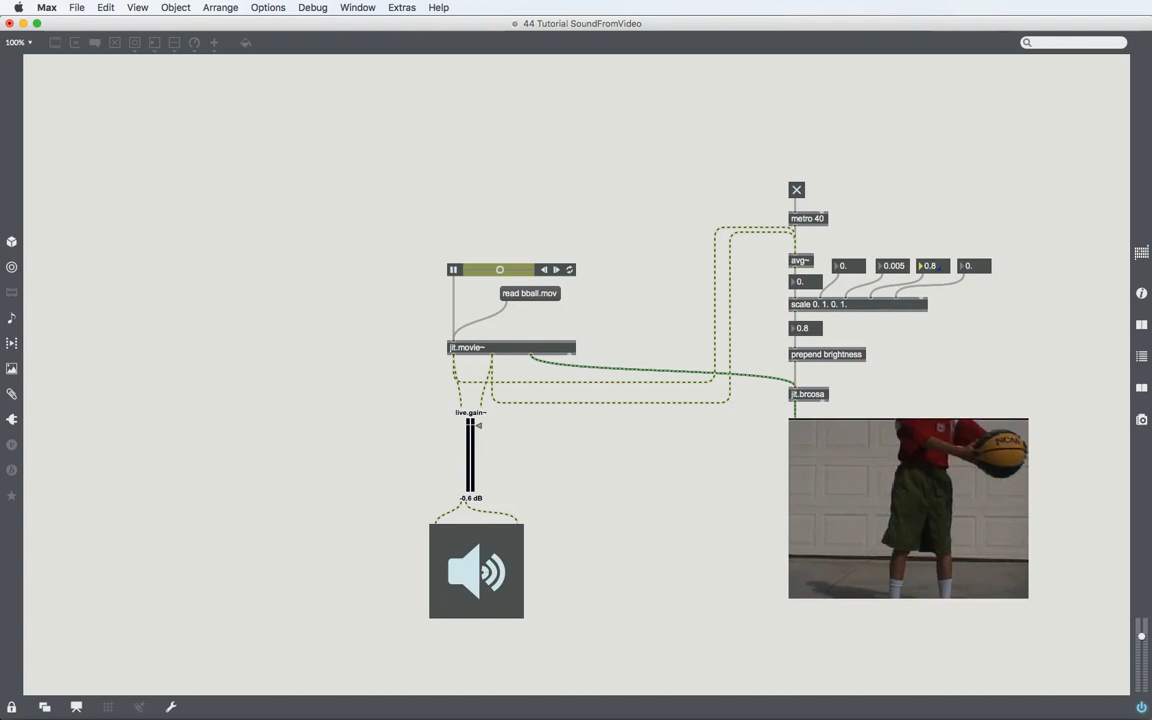 Max File Edit View Object Arrange Options Debug Window Extras Help
44 Tutorial SoundFromVideo
100%
metro 40
avg~
0. 0.005 0.8 0.
0.
read bball.mov
scale 0. 1. 0. 1.
0.8
jit.movie~
prepend brightness
jit.brcosa
live.gain~
-0.6 dB